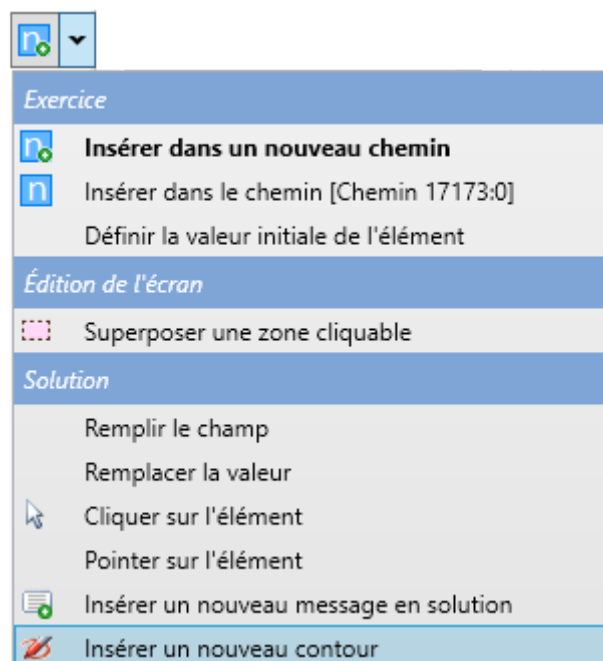 Exercice
Insérer dans un nouveau chemin
Insérer dans le chemin [Chemin 17173:0]
Définir la valeur initiale de l'élément
Édition de l'écran
Superposer une zone cliquable
Solution
Remplir le champ
Remplacer la valeur
Cliquer sur l'élément
Pointer sur l'élément
Insérer un nouveau message en solution
Insérer un nouveau contour